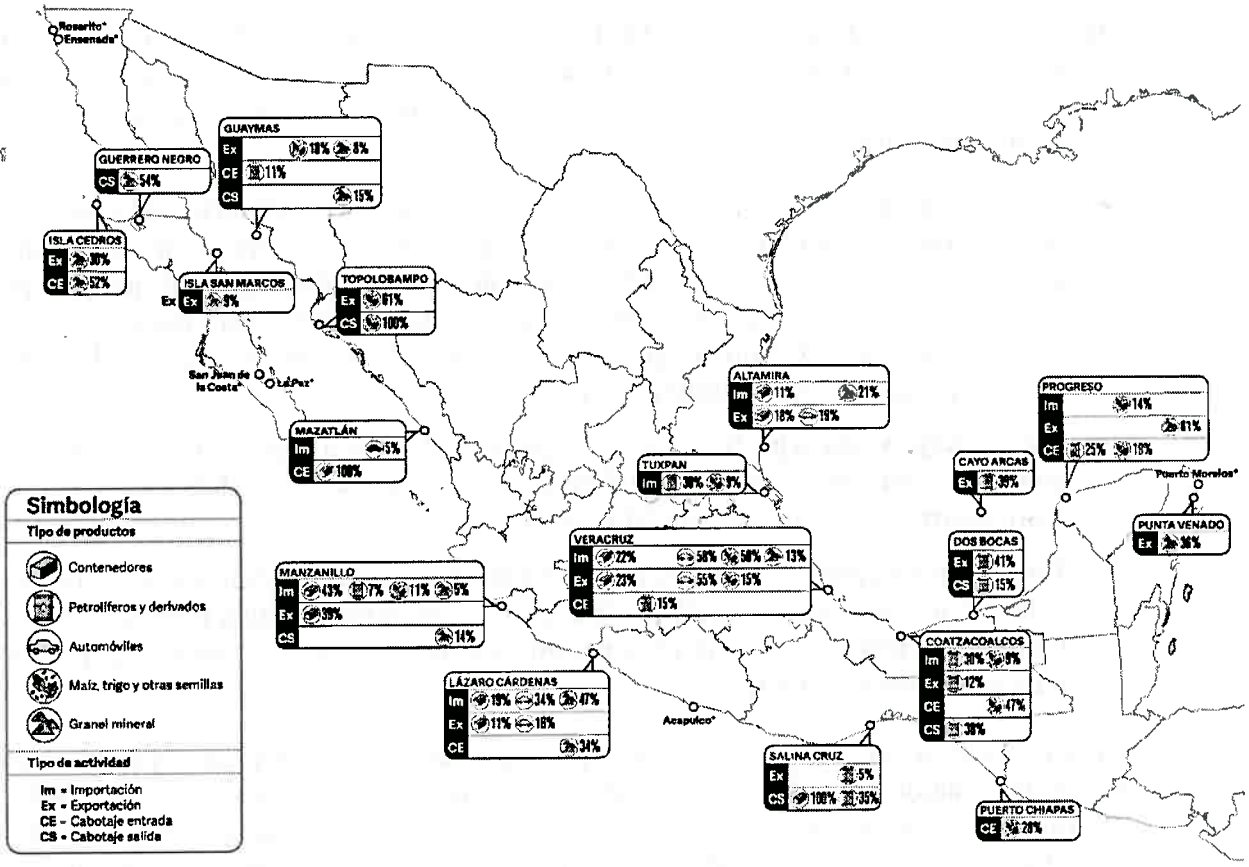 Rosarito*
Ensenada*
GUAYMAS
Ex 18% 8%
CE 11%
CS 15%
GUERRERO NEGRO
CS 54%
ISLA CEDROS
Ex 30%
CE 52%
ISLA SAN MARCOS
Ex Ex 9%
TOPOLOBAMPO
Ex 61%
CS 100%
San Juan de
la Costa*
La Paz*
MAZATLÁN
Im 5%
CE 100%
ALTAMIRA
Im 11% 21%
Ex 18% 19%
PROGRESO
Im 14%
Ex 61%
CE 25% 19%
TUXPAN
Im 30% 9%
CAYO ARCAS
Ex 39%
Puerto Morelos*
PUNTA VENADO
Ex 36%
VERACRUZ
Im 22% 58% 50% 13%
Ex 23% 55% 15%
CE 15%
DOS BOCAS
Ex 41%
CS 15%
MANZANILLO
Im 43% 7% 11% 5%
Ex 39%
CS 14%
COATZACOALCOS
Im 30% 9%
Ex 12%
CE 47%
CS 38%
LÁZARO CÁRDENAS
Im 19% 34% 47%
Ex 11% 18%
CE 34%
Acapulco*
SALINA CRUZ
Ex 5%
CS 100% 35%
PUERTO CHIAPAS
CE 28%
Simbología
Tipo de productos
Contenedores
Petrolíferos y derivados
Automóviles
Maíz, trigo y otras semillas
Granel mineral
Tipo de actividad
Im = Importación
Ex = Exportación
CE - Cabotaje entrada
CS = Cabotaje salida